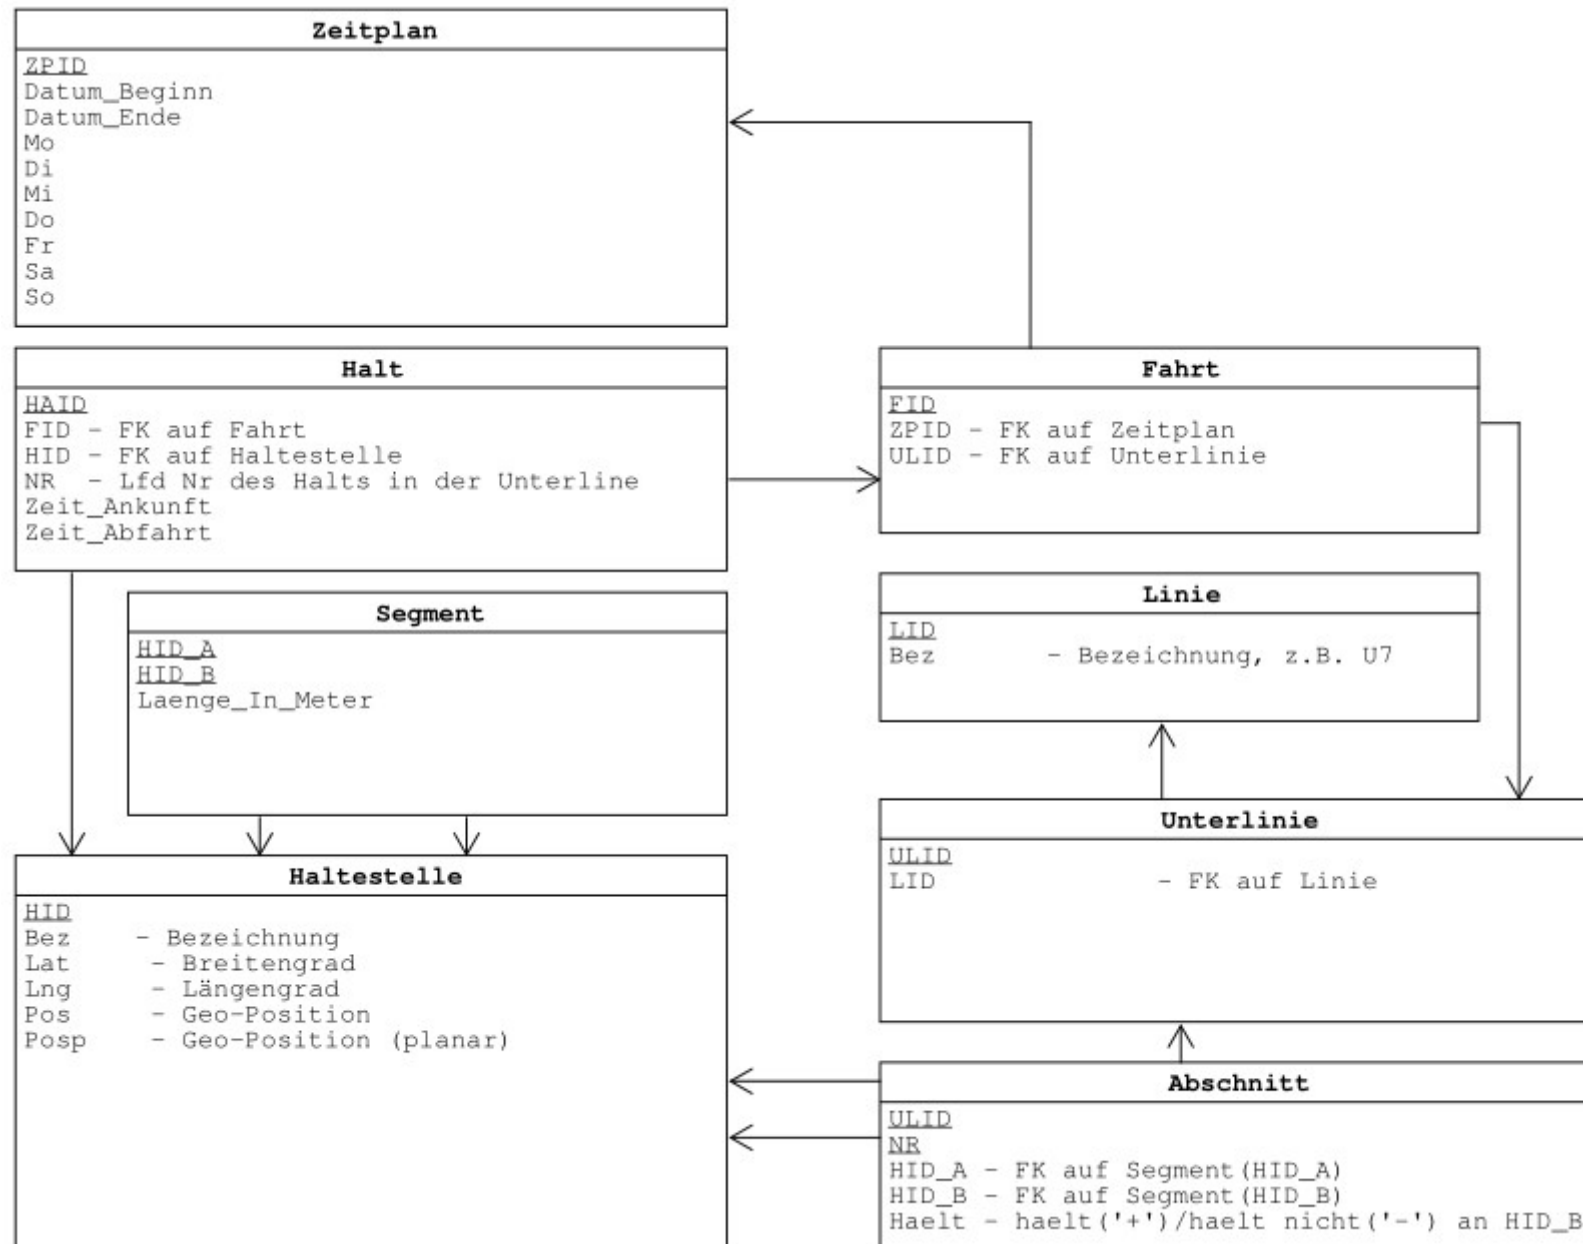 Zeitplan
ZPID
Datum_Beginn
Datum_Ende
Mo
Di
Mi
Do
Fr
Sa
So
Halt
HAID
FID - FK auf Fahrt
HID - FK auf Haltestelle
NR - Lfd Nr des Halts in der Unterline
Zeit_Ankunft
Zeit_Abfahrt
Fahrt
FID
ZPID - FK auf Zeitplan
ULID - FK auf Unterlinie
Segment
HID_A
HID_B
Laenge_In_Meter
Linie
LID
Bez - Bezeichnung, z.B. U7
Unterlinie
ULID
LID - FK auf Linie
Haltestelle
HID
Bez - Bezeichnung
Lat - Breitengrad
Lng - Längengrad
Pos - Geo-Position
Posp - Geo-Position (planar)
Abschnitt
ULID
NR
HID_A - FK auf Segment(HID_A)
HID_B - FK auf Segment(HID_B)
Haelt - haelt('+')/haelt nicht('-') an HID_B